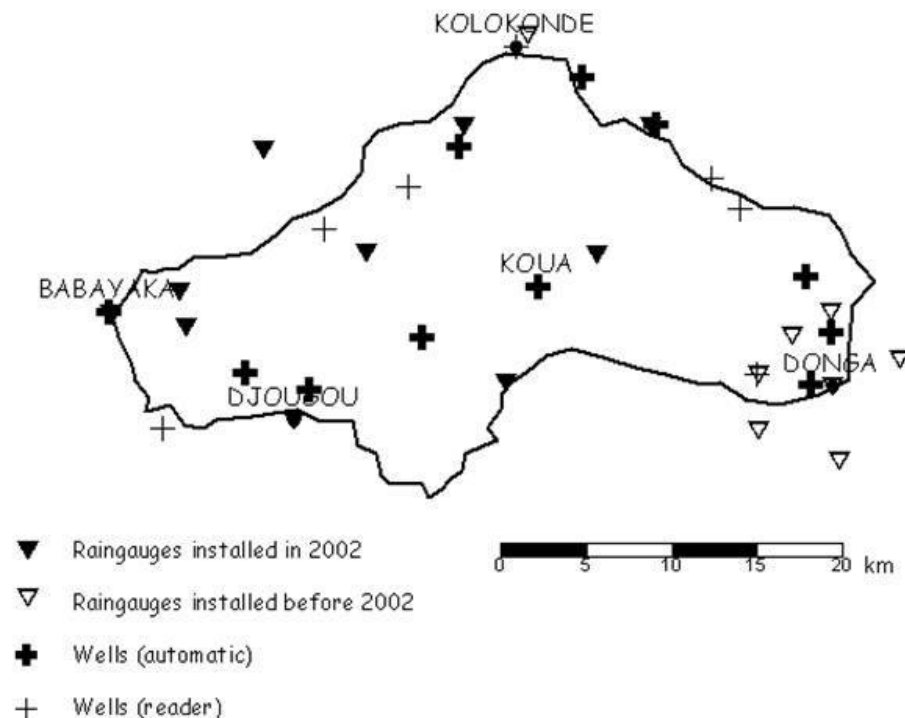 KOLOKONDE
KOUA
BABAYAKA
DONGA
DJOUGOU
Raingauges installed in 2002
Raingauges installed before 2002
Wells (automatic)
Wells (reader)
0 5 10 15 20 km